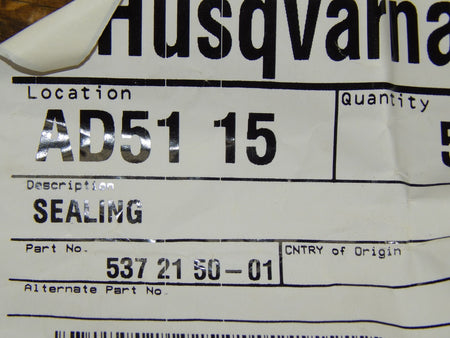 Husqvarna
Location Quantity
AD51 15 5
Description
SEALING
Part No. CNTRY of Origin
537 21 50-01
Alternate Part No.